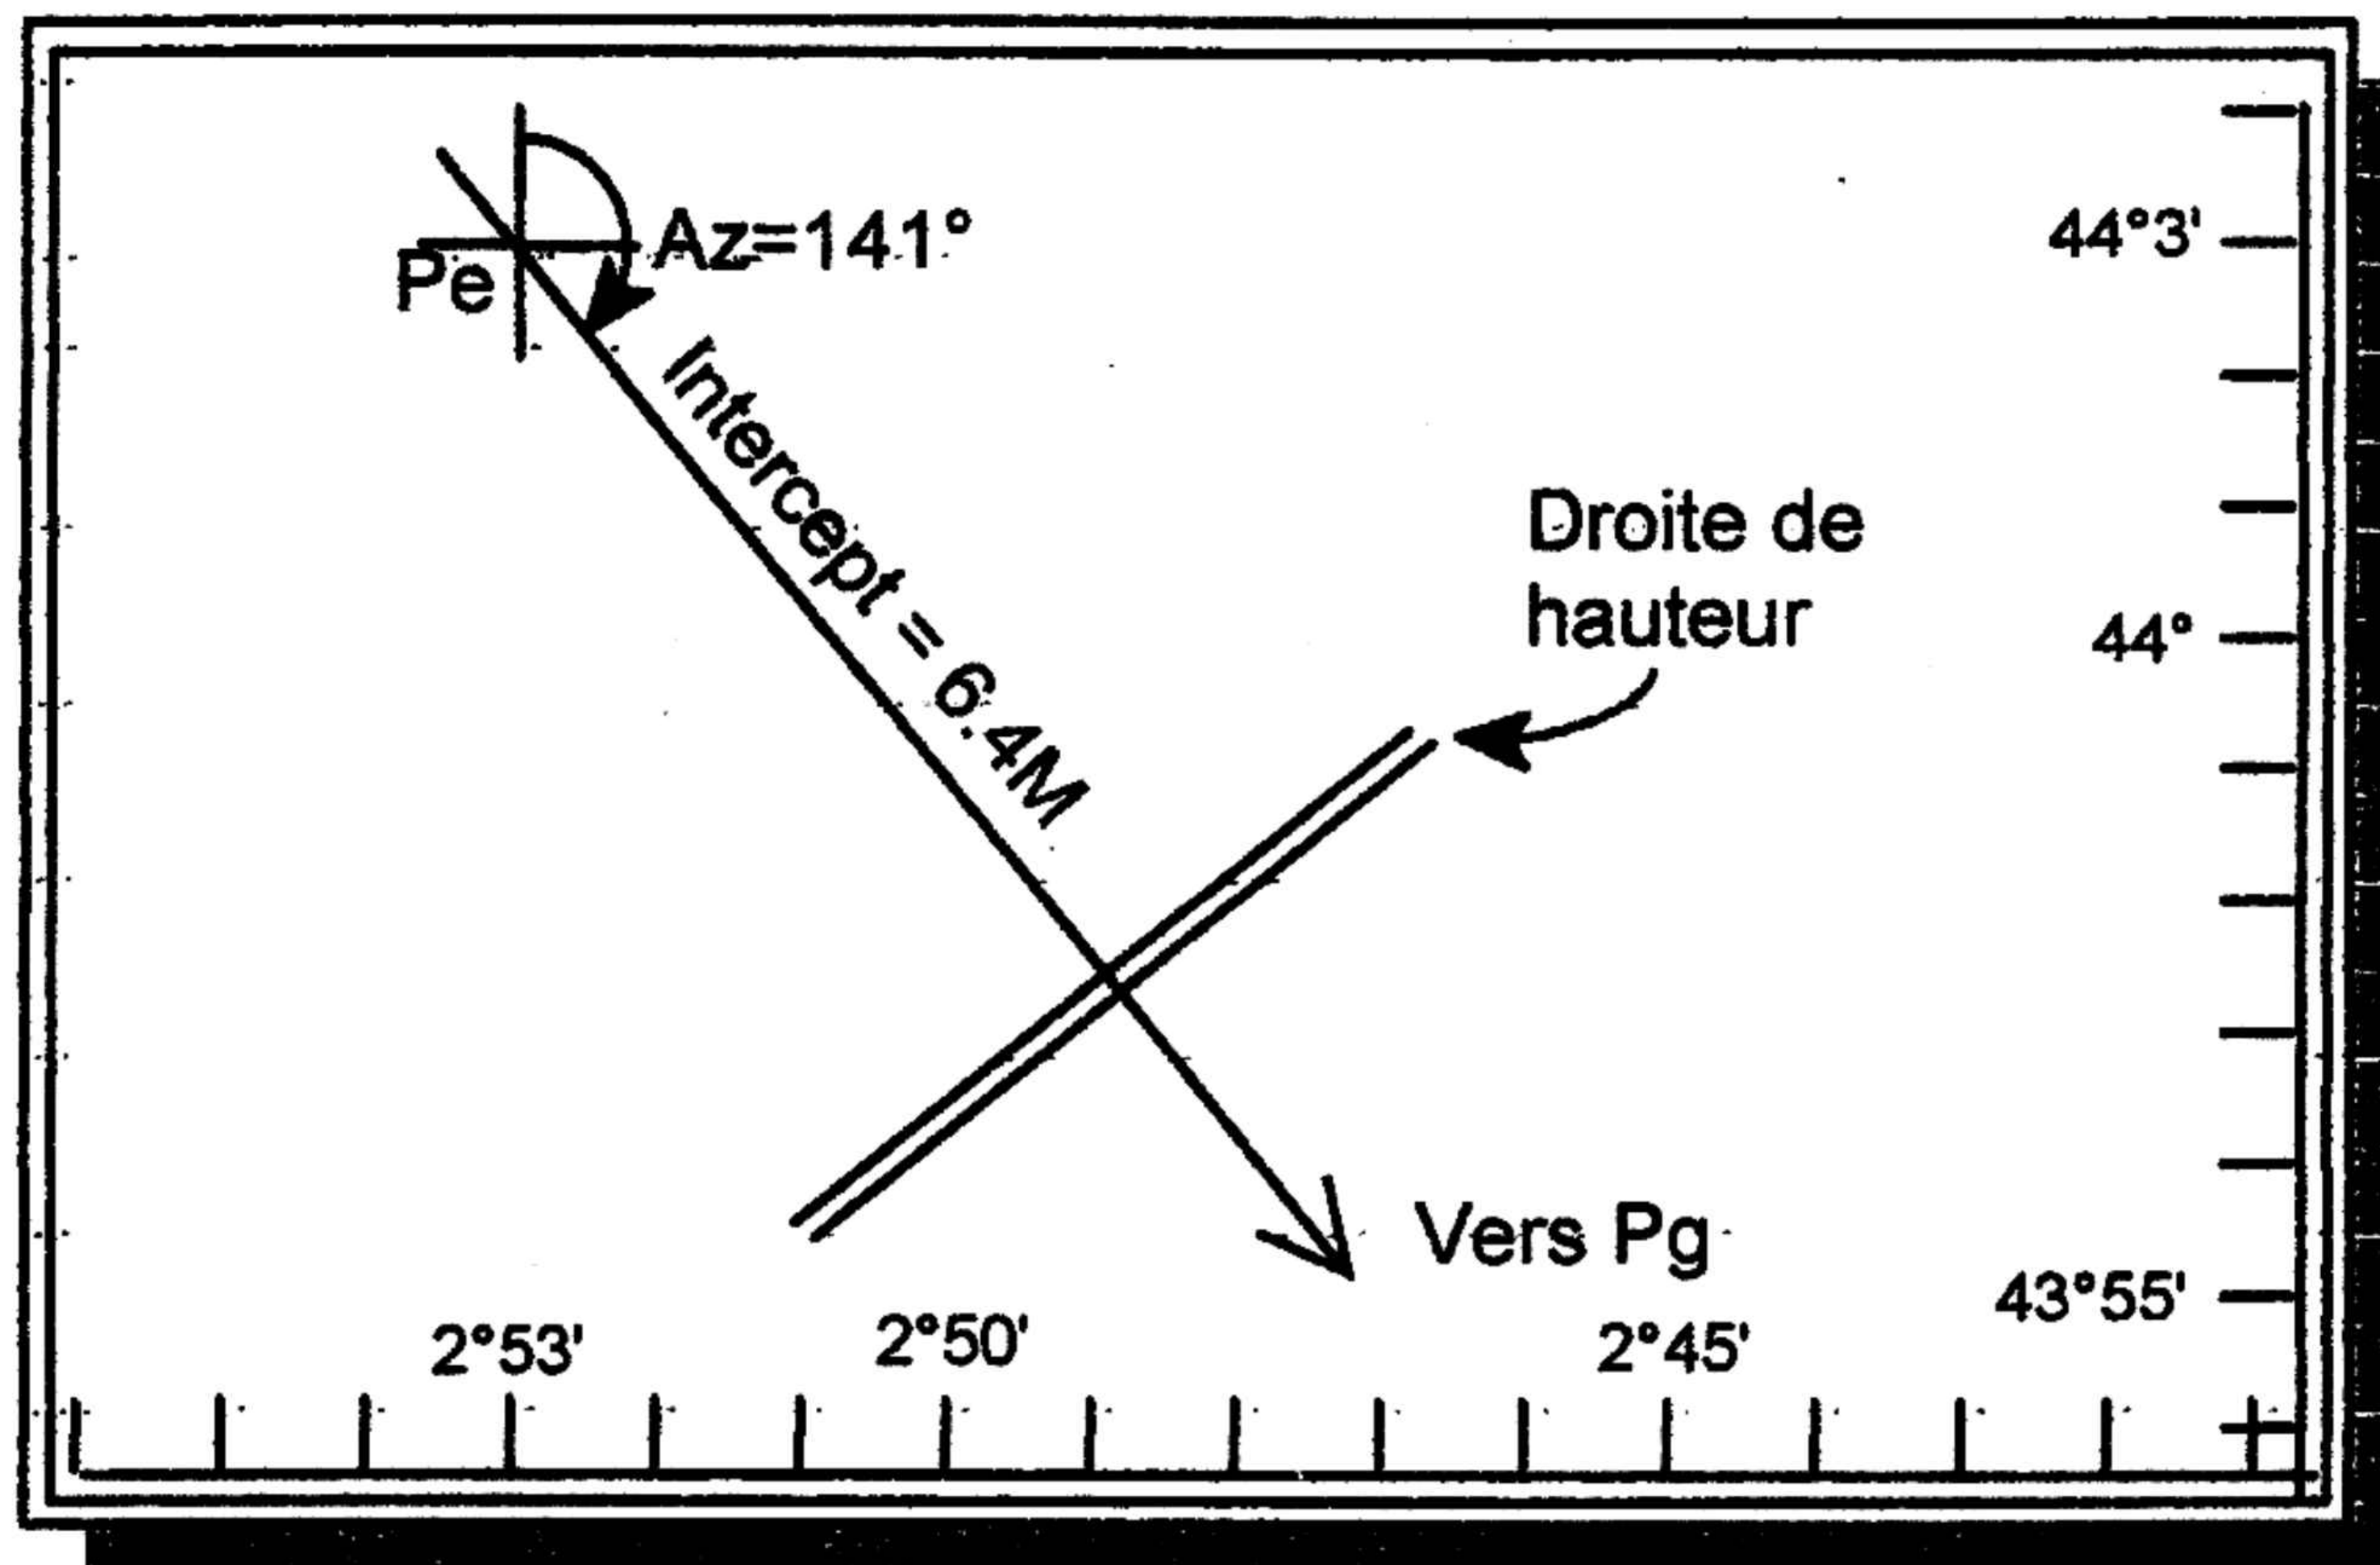 Az=141°
44°3'
Pe
Intercept = 6.4M
Droite de
hauteur
44°
Vers Pg
43°55'
2°53'
2°50'
2°45'